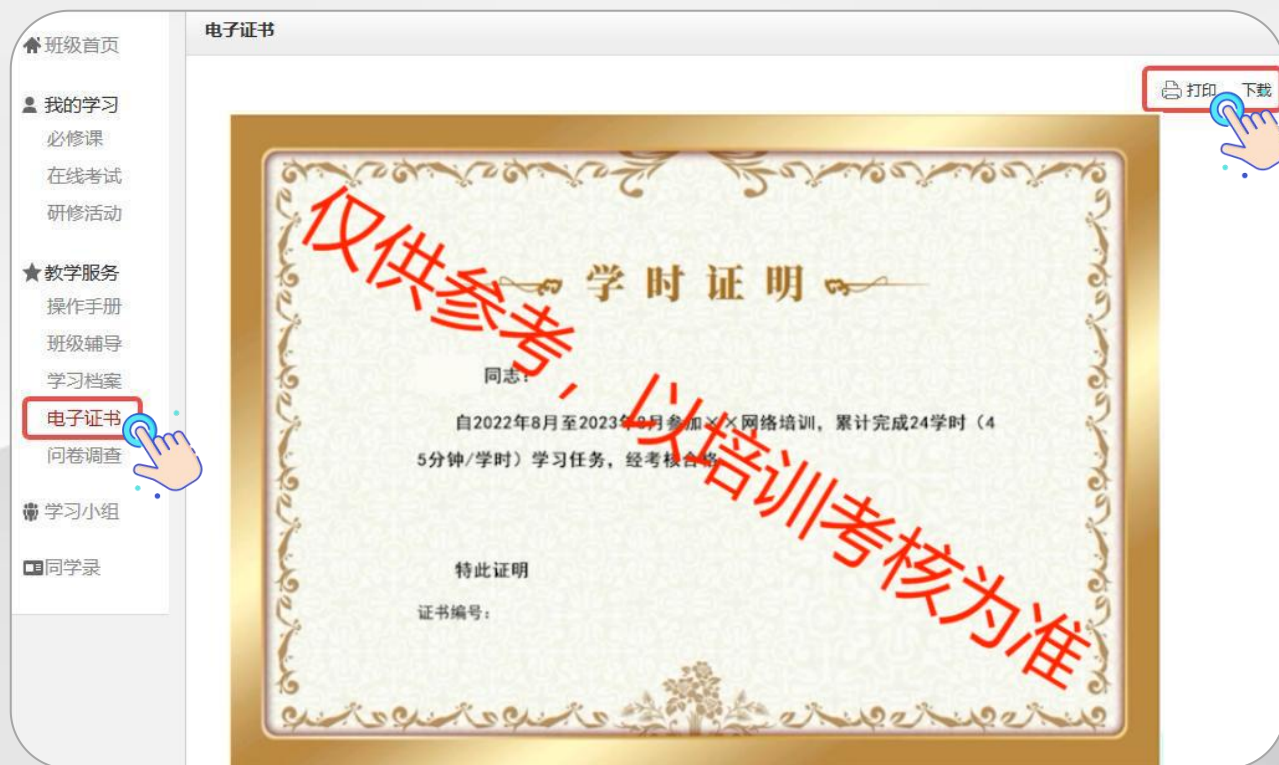 班级首页
我的学习
必修课
在线考试
研修活动
教学服务
操作手册
班级辅导
学习档案
电子证书
问卷调查
学习小组
同学录
电子证书
打印 下载
学时证明
同志:
自2022年8月至2023年8月参加××网络培训,累计完成24学时(4
5分钟/学时)学习任务,经考核合格
特此证明
证书编号:
仅供参考,以培训考核为准